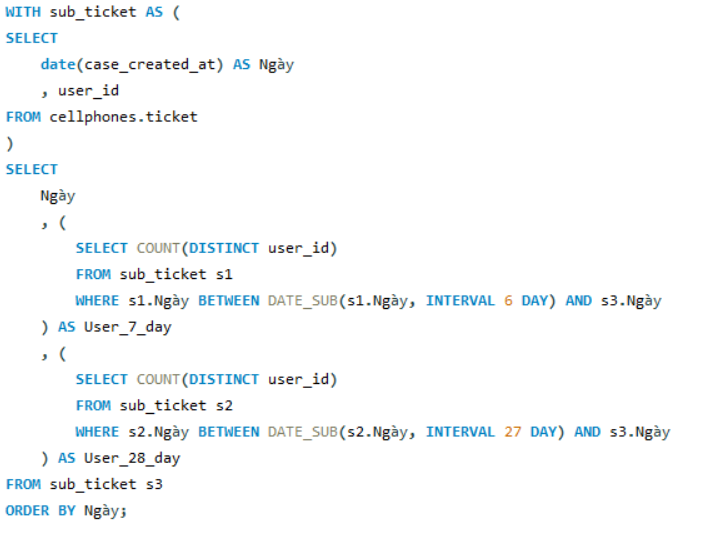 WITH sub_ticket AS (
SELECT
date(case_created_at) AS Ngày
, user_id
FROM cellphones.ticket
)
SELECT
Ngày
, (
SELECT COUNT(DISTINCT user_id)
FROM sub_ticket s1
WHERE s1.Ngày BETWEEN DATE_SUB(s1.Ngày, INTERVAL 6 DAY) AND s3.Ngày
) AS User_7_day
, (
SELECT COUNT(DISTINCT user_id)
FROM sub_ticket s2
WHERE s2.Ngày BETWEEN DATE_SUB(s2.Ngày, INTERVAL 27 DAY) AND s3.Ngày
) AS User_28_day
FROM sub_ticket s3
ORDER BY Ngày;